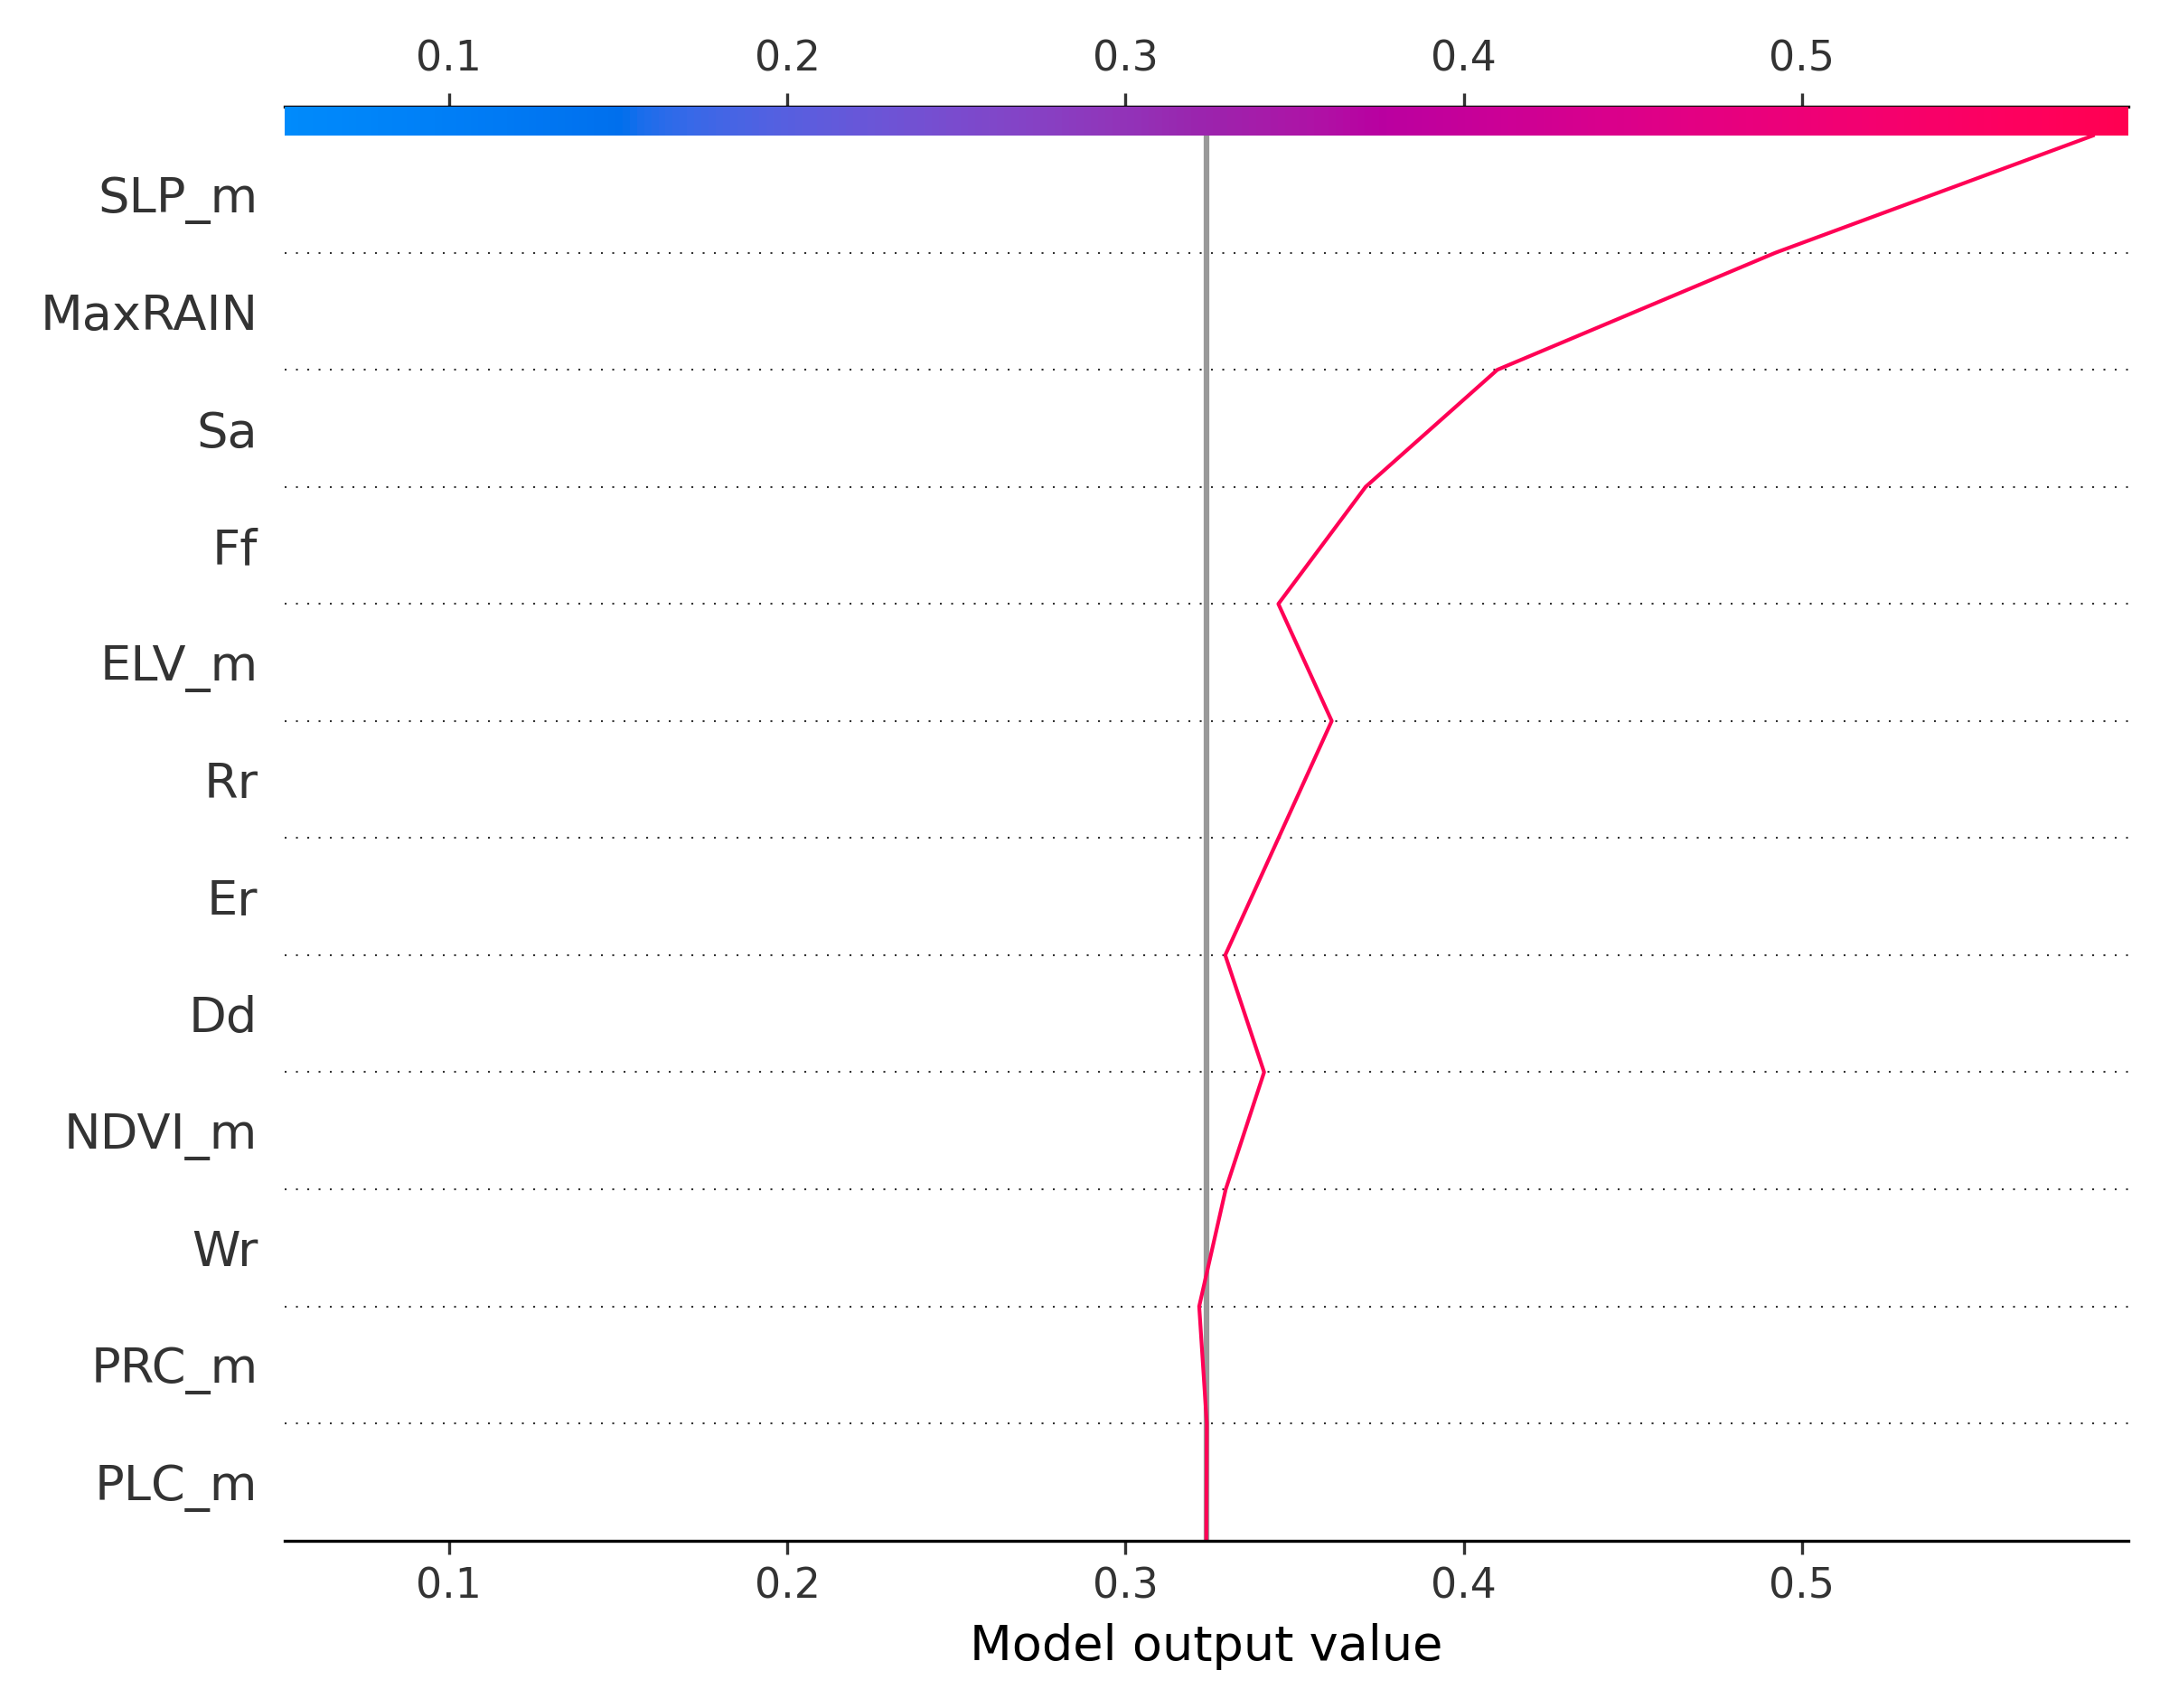 0.1 0.2 0.3 0.4 0.5
SLP_m
MaxRAIN
Sa
Ff
ELV_m
Rr
Er
Dd
NDVI_m
Wr
PRC_m
PLC_m
0.1 0.2 0.3 0.4 0.5
Model output value